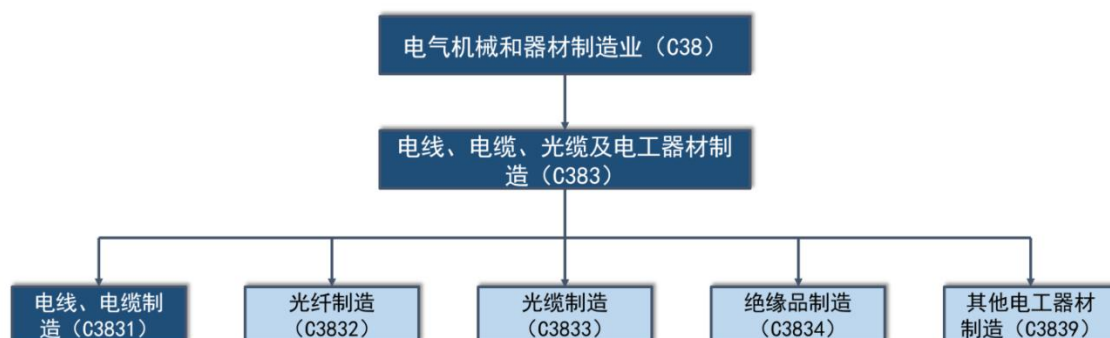 电气机械和器材制造业（C38）
电线、电缆、光缆及电工器材制
造（C383）
电线、电缆制
造（C3831）
光纤制造
（C3832）
光缆制造
（C3833）
绝缘品制造
（C3834）
其他电工器材
制造（C3839）